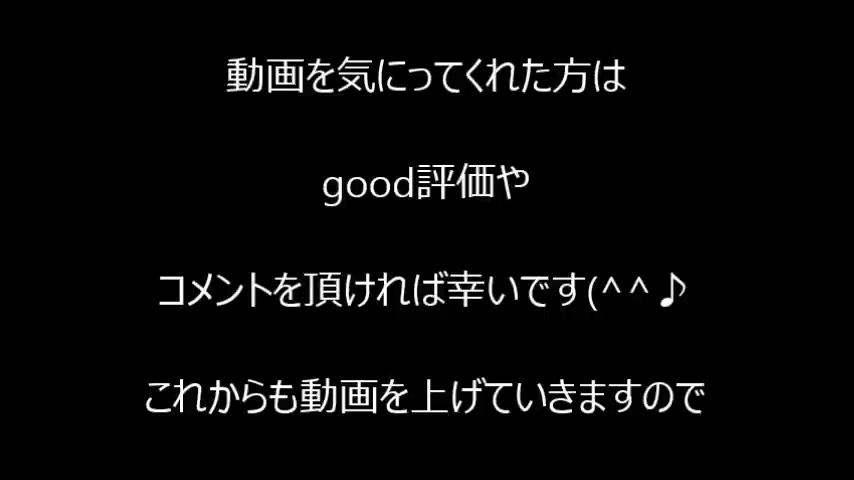 動画を気にってくれた方は
good評価や
コメントを頂ければ幸いです(^^♪
これからも動画を上げていきますので